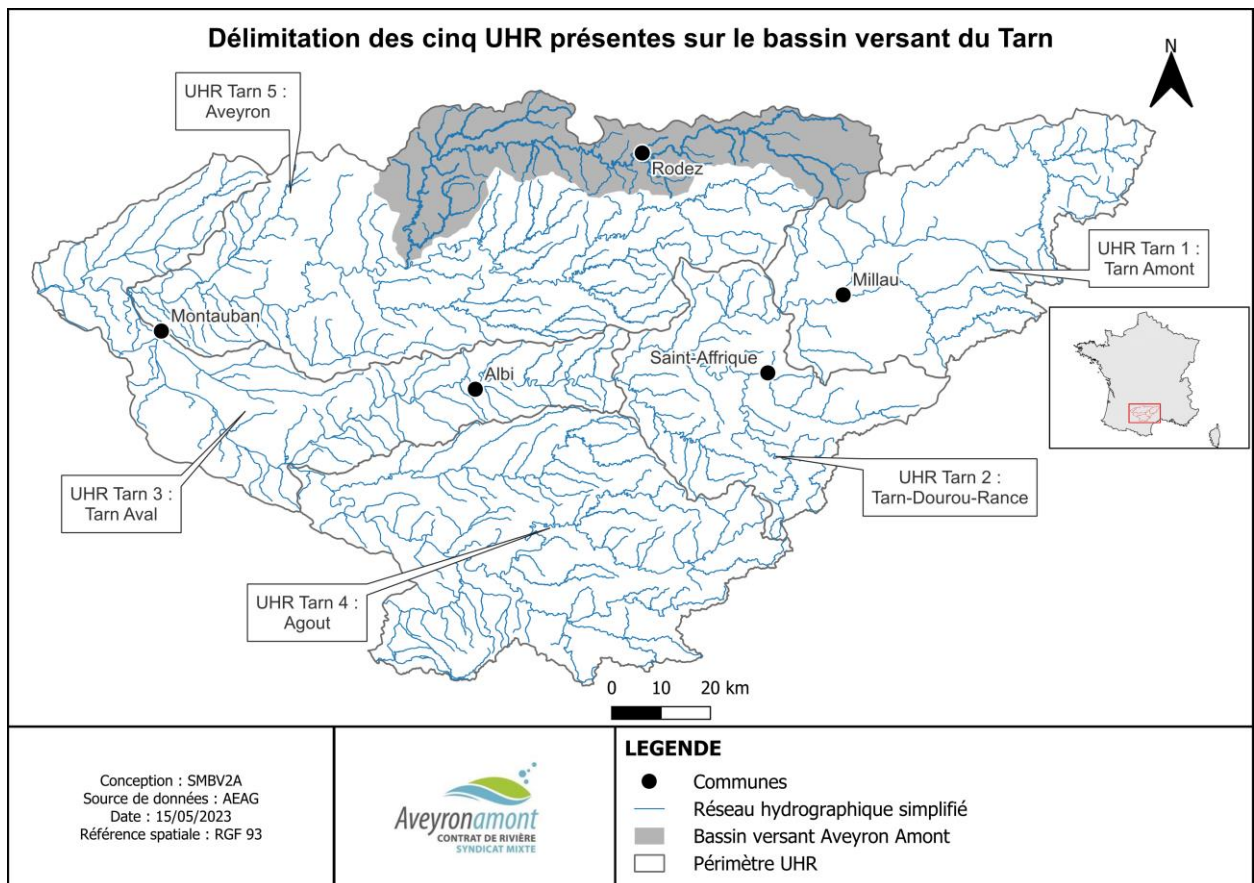 Délimitation des cinq UHR présentes sur le bassin versant du Tarn
N
UHR Tarn 5 :
Aveyron
Rodez
UHR Tarn 1 :
Tarn Amont
Millau
Montauban
Saint-Affrique
Albi
UHR Tarn 3 :
Tarn Aval
UHR Tarn 2 :
Tarn-Dourou-Rance
UHR Tarn 4 :
Agout
0 10 20 km
Conception : SMBV2A
Source de données : AEAG
Date : 15/05/2023
Référence spatiale : RGF 93
Aveyronamont
CONTRAT DE RIVIÈRE
SYNDICAT MIXTE
LEGENDE
Communes
Réseau hydrographique simplifié
Bassin versant Aveyron Amont
Périmètre UHR